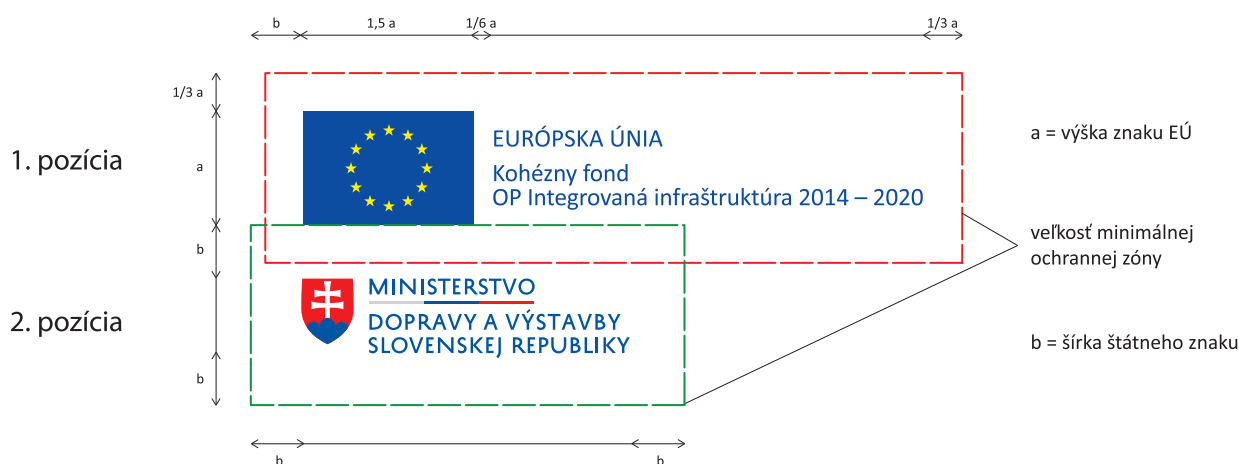 b
1,5 a
1/6 a
1/3 a
1/3 a
1. pozícia
a
EURÓPSKA ÚNIA
Kohézny fond
OP Integrovaná infraštruktúra 2014 – 2020
a = výška znaku EÚ
b
veľkosť minimálnej
ochrannej zóny
2. pozícia
MINISTERSTVO
DOPRAVY A VÝSTAVBY
SLOVENSKEJ REPUBLIKY
b = šírka štátneho znaku
b
b
b